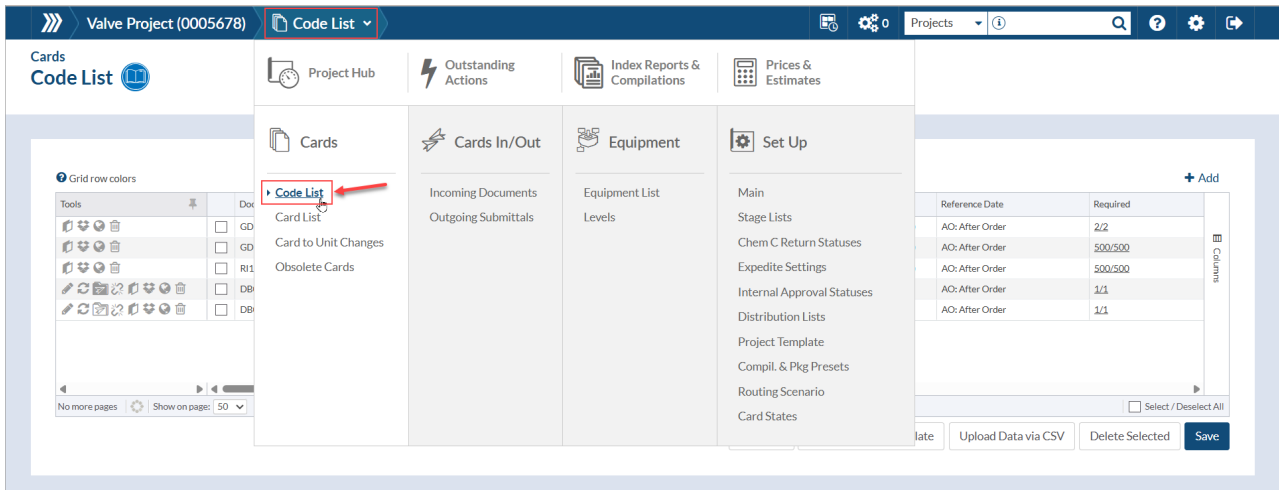 Valve Project (0005678)
Code List
0
Projects
Cards
Code List
Project Hub
Outstanding
Actions
Index Reports &
Compilations
Prices &
Estimates
Cards
Cards In/Out
Equipment
Set Up
Code List
Card List
Card to Unit Changes
Obsolete Cards
Incoming Documents
Outgoing Submittals
Equipment List
Levels
Main
Stage Lists
Chem C Return Statuses
Expedite Settings
Internal Approval Statuses
Distribution Lists
Project Template
Compil. & Pkg Presets
Routing Scenario
Card States
Grid row colors
+ Add
Tools
Doc
Reference Date
Required
GD
AO: After Order
2/2
GD
AO: After Order
500/500
RI1
AO: After Order
500/500
AO: After Order
1/1
AO: After Order
1/1
Columns
No more pages
Show on page: 50
Select / Deselect All
Upload Data via CSV
Delete Selected
Save